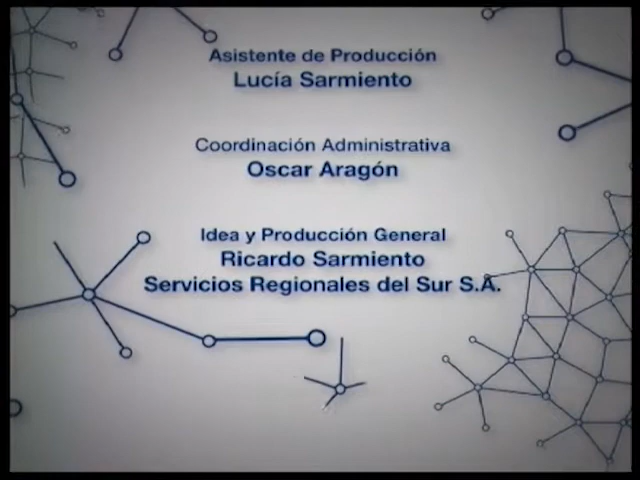 Asistente de Producción
Lucía Sarmiento
Coordinación Administrativa
Oscar Aragón
Idea y Producción General
Ricardo Sarmiento
Servicios Regionales del Sur S.A.